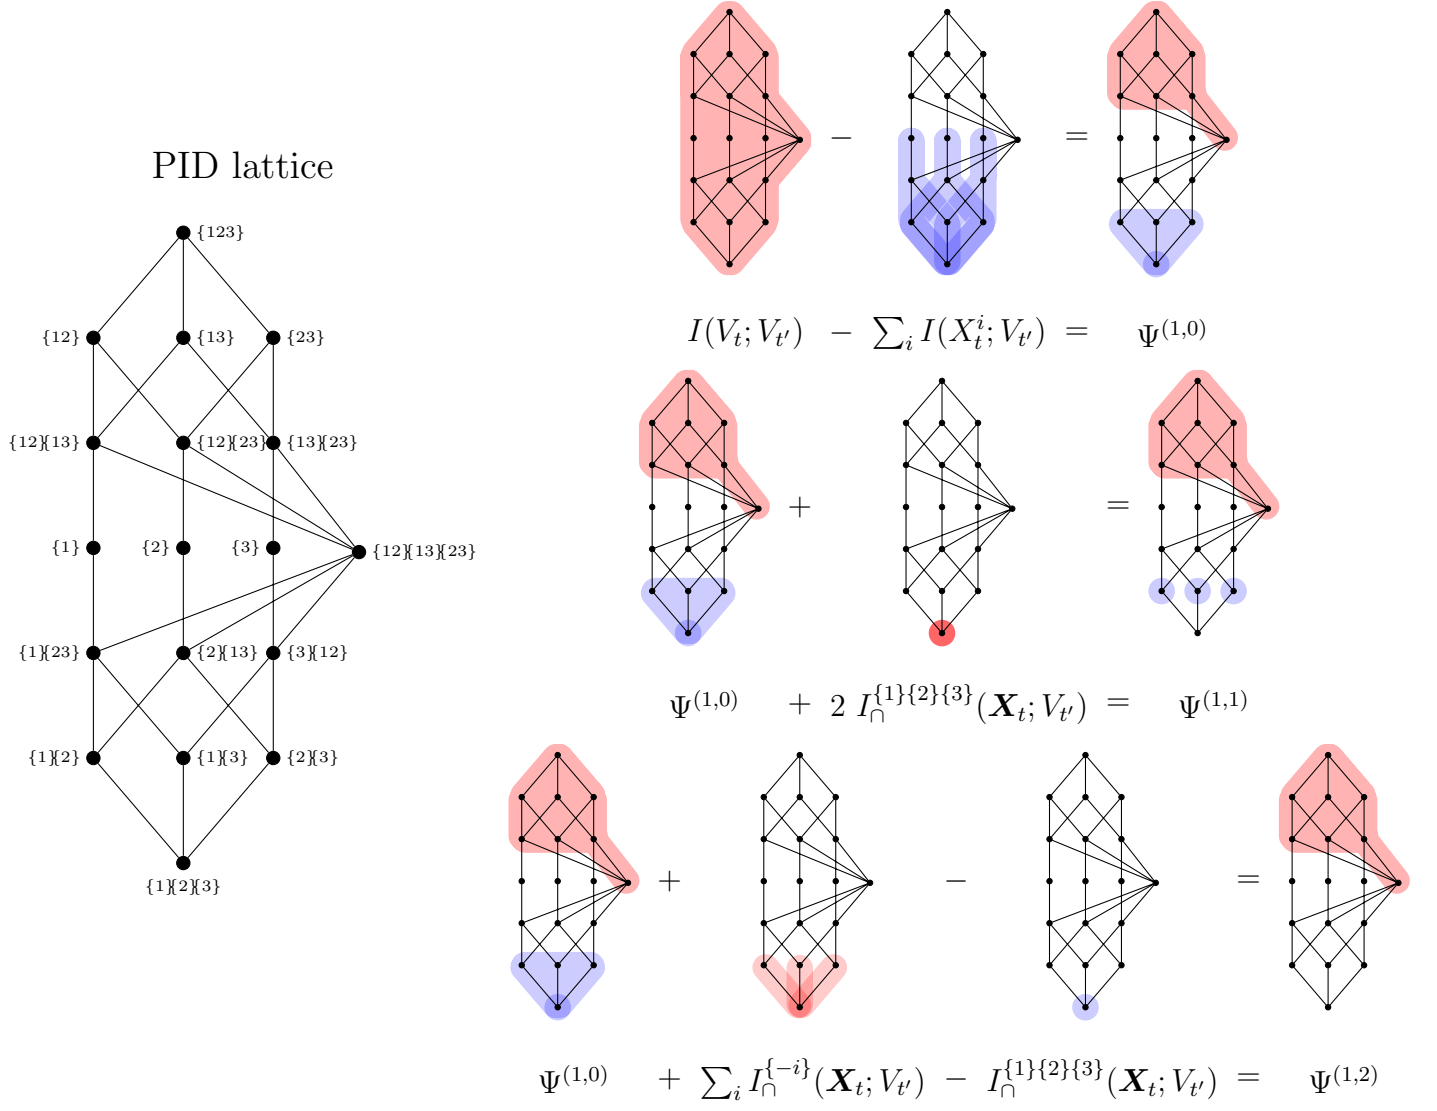 PID lattice
{123}
{12} {13} {23}
{12}{13} {12}{23} {13}{23}
{1} {2} {3} {12}{13}{23}
{1}{23} {2}{13} {3}{12}
{1}{2} {1}{3} {2}{3}
{1}{2}{3}
− =
I(V_t; V_{t′}) − ∑_i I(X_t^i; V_{t′}) = Ψ^{(1,0)}
+ =
Ψ^{(1,0)} + 2 I_∩^{{1}{2}{3}}(𝑿_t; V_{t′}) = Ψ^{(1,1)}
+ − =
Ψ^{(1,0)} + ∑_i I_∩^{{−i}}(𝑿_t; V_{t′}) − I_∩^{{1}{2}{3}}(𝑿_t; V_{t′}) = Ψ^{(1,2)}